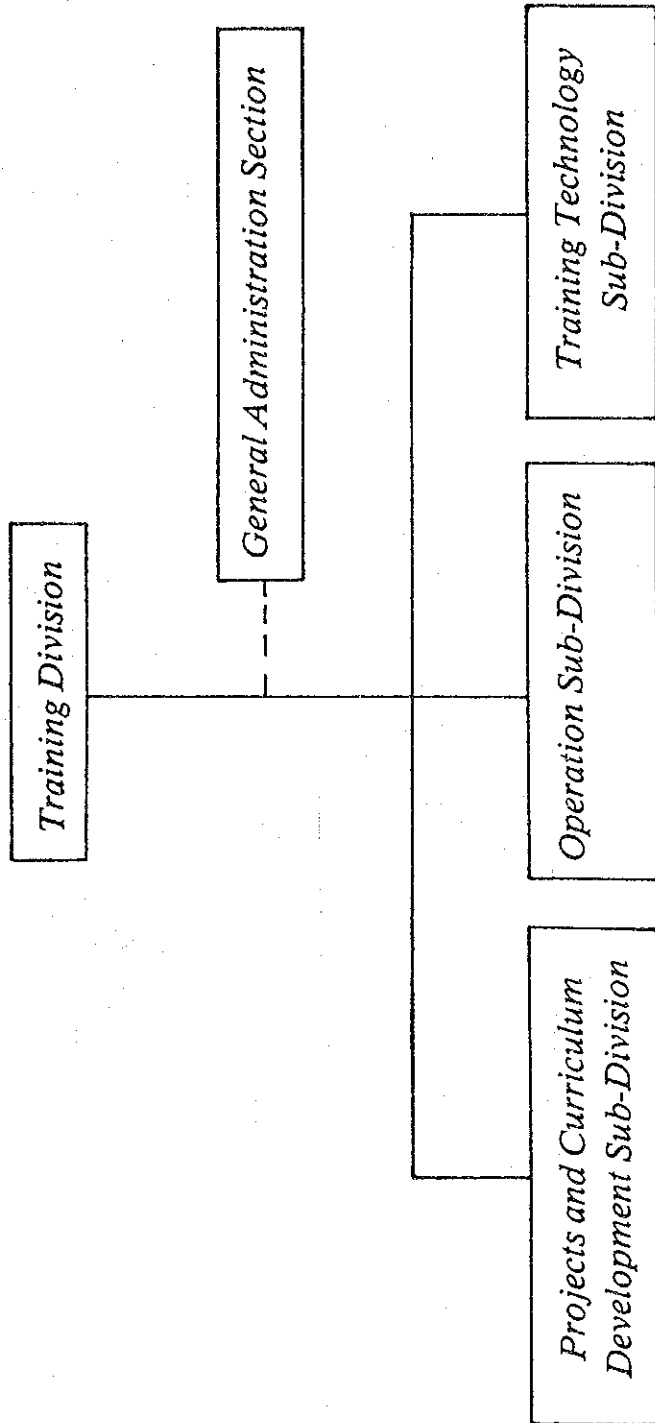 Training Division
General Administration Section
Projects and Curriculum
Development Sub-Division
Operation Sub-Division
Training Technology
Sub-Division